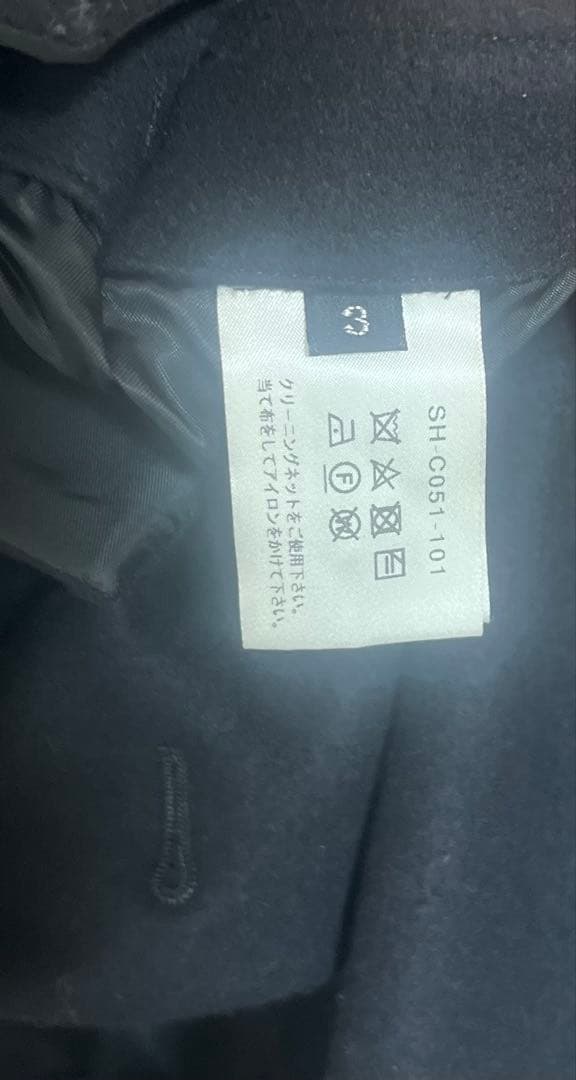 SH-C051-101
F
W
クリーニングネットをご使用下さい。
当て布をしてアイロンをかけて下さい。